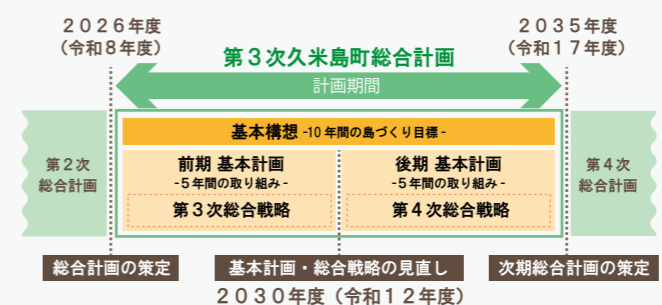 ２０２６年度
（令和８年度）
２０３５年度
（令和１７年度）
第３次久米島町総合計画
計画期間
第２次
総合計画
基本構想 -10 年間の島づくり目標 -
前期 基本計画
- ５年間の取り組み -
第３次総合戦略
後期 基本計画
- ５年間の取り組み -
第４次総合戦略
第４次
総合計画
総合計画の策定
基本計画・総合戦略の見直し
次期総合計画の策定
２０３０年度（令和１２年度）